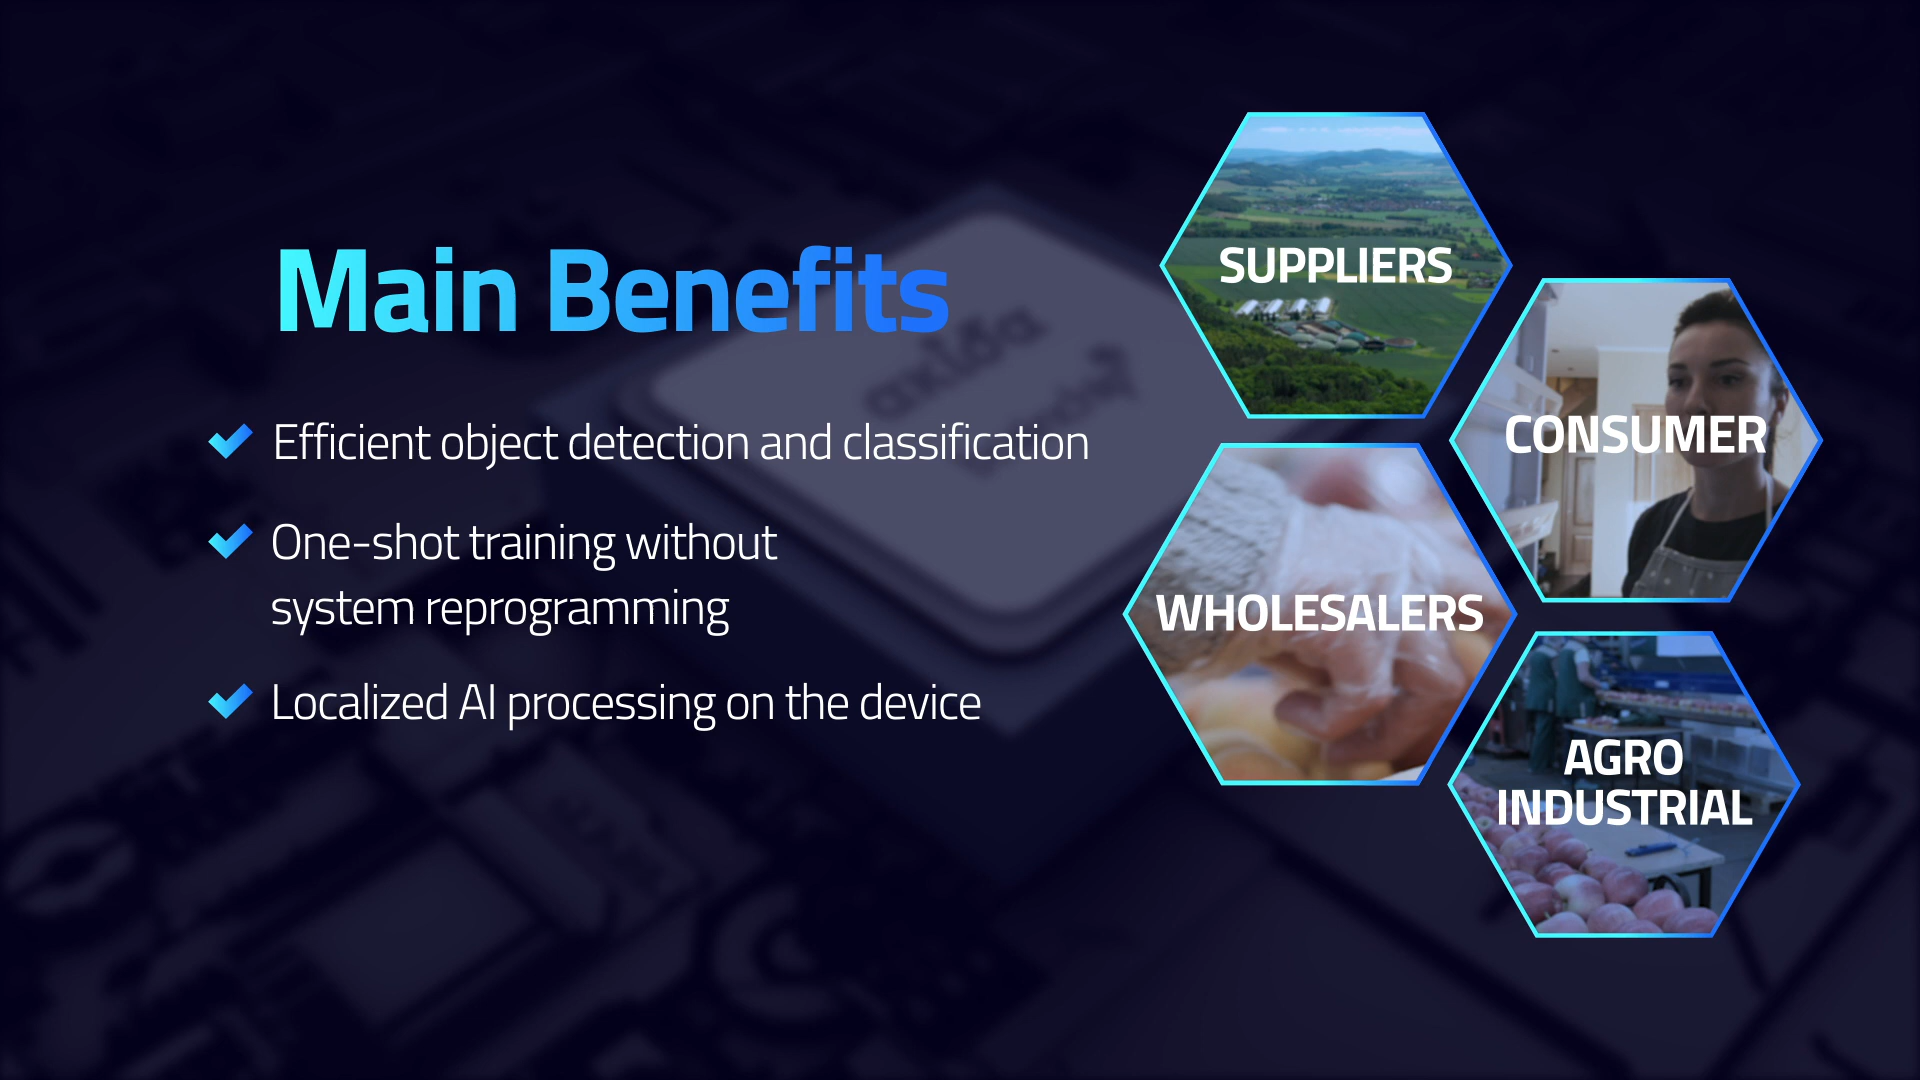 Main Benefits
Efficient object detection and classification
One-shot training without
system reprogramming
Localized AI processing on the device
SUPPLIERS
CONSUMER
WHOLESALERS
AGRO
INDUSTRIAL